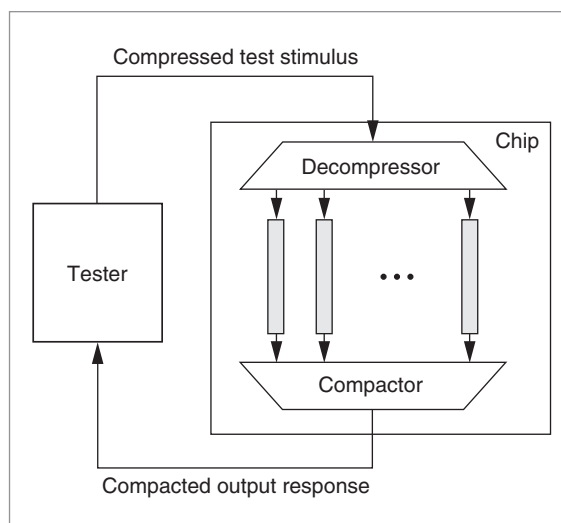 Compressed test stimulus
Chip
Decompressor
Tester
Compactor
Compacted output response